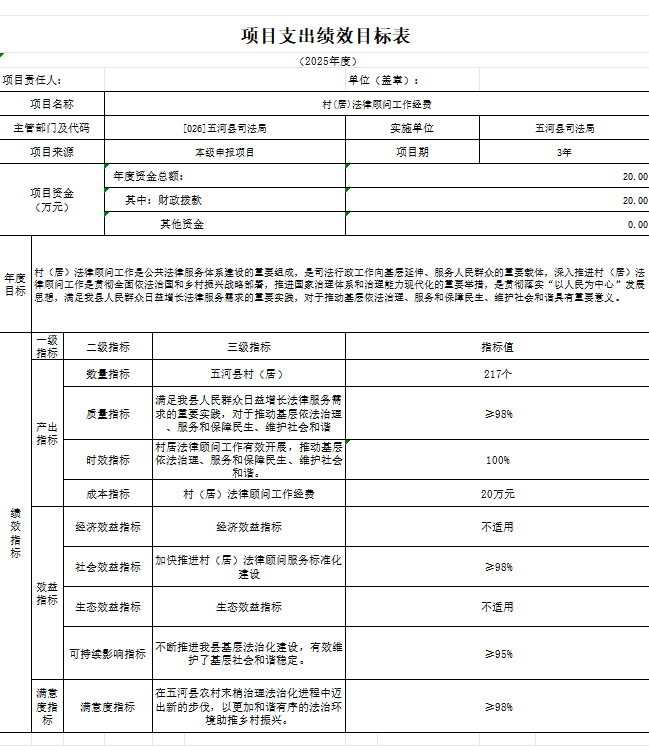 项目支出绩效目标表
（2025年度）
项目责任人：
单位（盖章）：
项目名称
村(居)法律顾问工作经费
主管部门及代码
[026]五河县司法局
实施单位
五河县司法局
项目来源
本级申报项目
项目期
3年
项目资金
（万元）
年度资金总额：
20.00
其中：财政拨款
20.00
其他资金
0.00
年度
目标
村（居）法律顾问工作是公共法律服务体系建设的重要组成，是司法行政工作向基层延伸、服务人民群众的重要载体，深入推进村（居）法
律顾问工作是贯彻全面依法治国和乡村振兴战略部署，推进国家治理体系和治理能力现代化的重要举措，是贯彻落实“以人民为中心”发展
思想，满足我县人民群众日益增长法律服务需求的重要实践，对于推动基层依法治理、服务和保障民生、维护社会和谐具有重要意义。
绩
效
指
标
一级
指标
二级指标
三级指标
指标值
产出
指标
数量指标
五河县村（居）
217个
质量指标
满足我县人民群众日益增长法律服务需
求的重要实践，对于推动基层依法治理
、服务和保障民生、维护社会和谐
≥98%
时效指标
村居法律顾问工作有效开展，推动基层
依法治理、服务和保障民生、维护社会
和谐。
100%
成本指标
村（居）法律顾问工作经费
20万元
效益
指标
经济效益指标
经济效益指标
不适用
社会效益指标
加快推进村（居）法律顾问服务标准化
建设
≥98%
生态效益指标
生态效益指标
不适用
可持续影响指标
不断推进我县基层法治化建设，有效维
护了基层社会和谐稳定。
≥95%
满意
度指
标
满意度指标
在五河县农村末梢治理法治化进程中迈
出新的步伐，以更加和谐有序的法治环
境助推乡村振兴。
≥98%